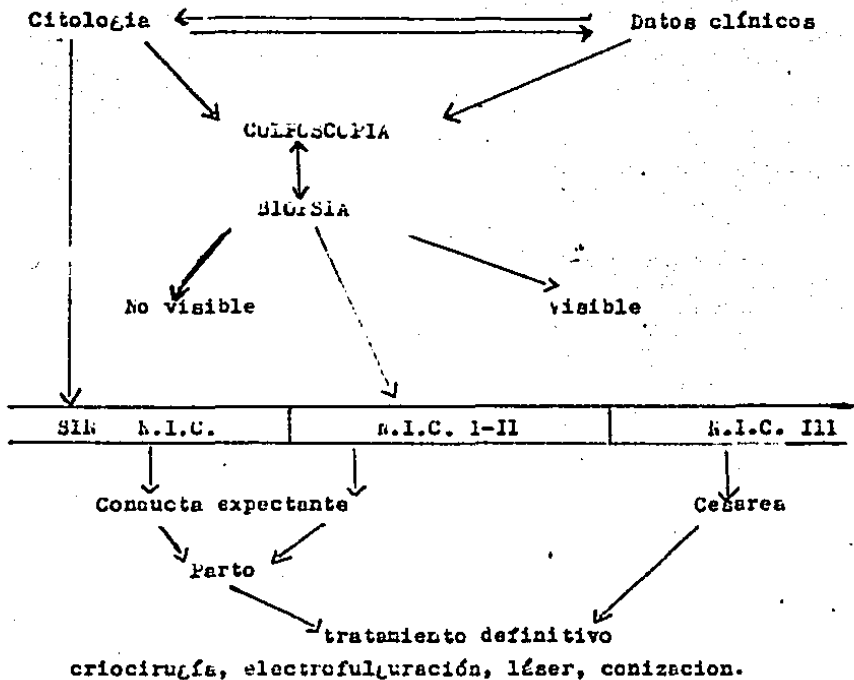 Citología Datos clínicos
COLPOSCOPIA
BIOPSIA
No visible visible
SIN N.I.C. N.I.C. I-II N.I.C. III
Conducta expectante Cesarea
Parto
tratamiento definitivo
criocirugía, electrofulguración, láser, conizacion.